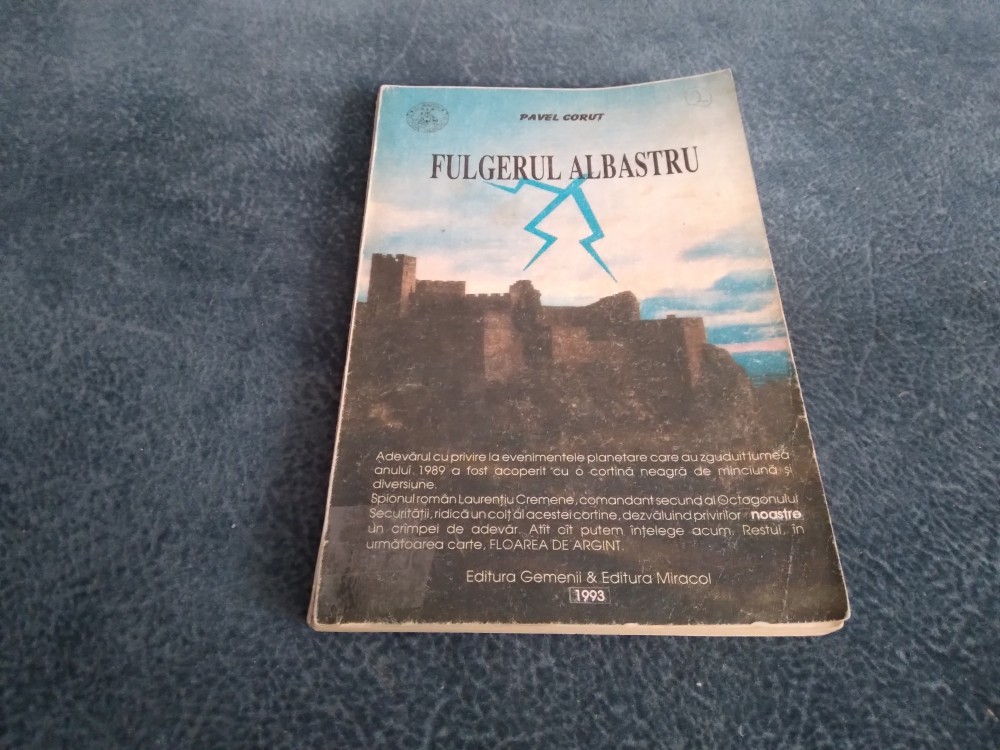 PAVEL CORUȚ
FULGERUL ALBASTRU
Adevărul cu privire la evenimentele planetare care au zguduit lumea
anului 1989 a fost acoperit cu o cortină neagră de minciună și
diversiune.
Spionul român Laurențiu Cremene, comandant secund al Octogonului
Securității, ridică un colț al acestei cortine, dezvăluind privirilor noastre,
un crîmpei de adevăr. Atît cît putem înțelege acum. Restul, în
următoarea carte, FLOAREA DE ARGINT.
Editura Gemenii & Editura Miracol
1993